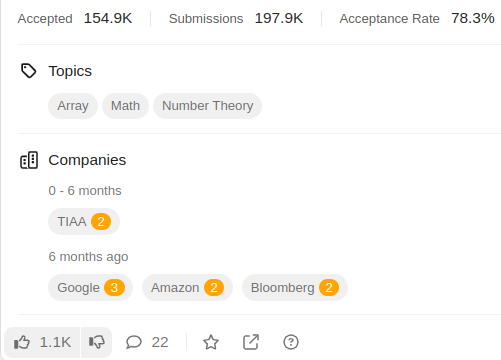 Accepted 154.9K Submissions 197.9K Acceptance Rate 78.3%
Topics
Array Math Number Theory
Companies
0 - 6 months
TIAA 2
6 months ago
Google 3 Amazon 2 Bloomberg 2
1.1K 22